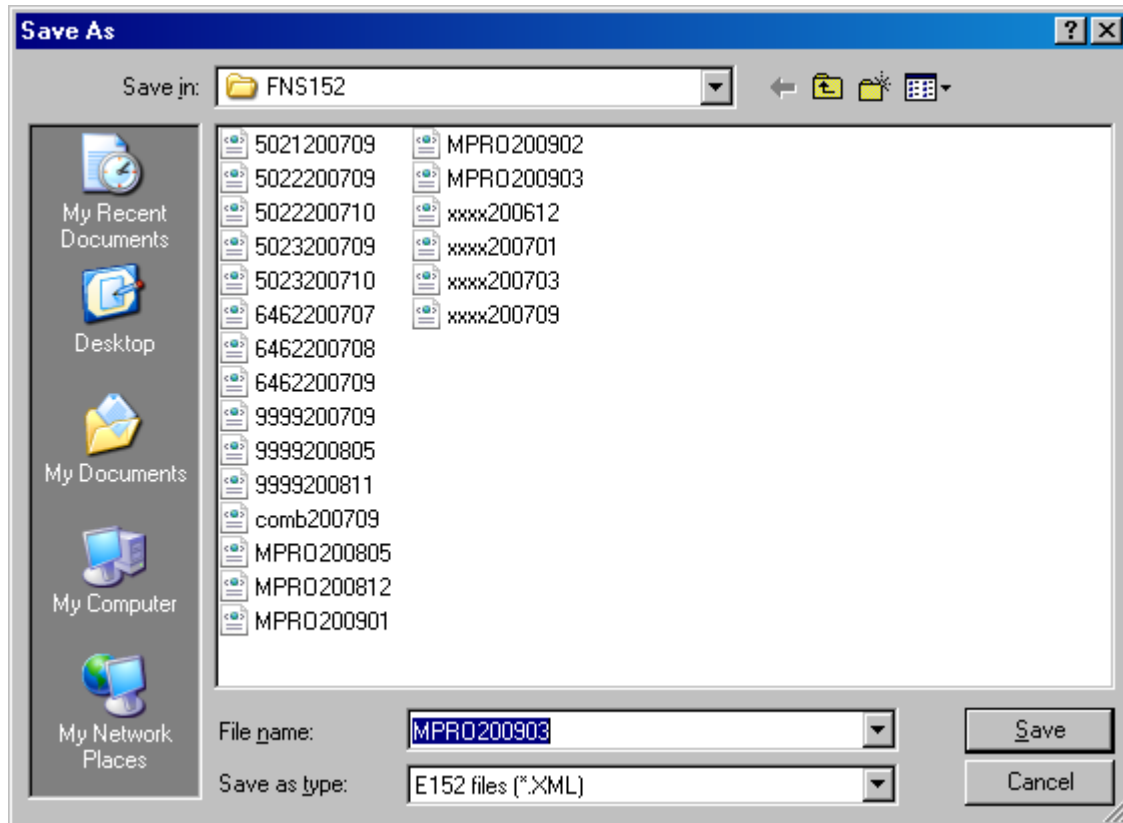 Save As
Save in: FNS152
My Recent
Documents
Desktop
My Documents
My Computer
My Network
Places
5021200709
5022200709
5022200710
5023200709
5023200710
6462200707
6462200708
6462200709
9999200709
9999200805
9999200811
comb200709
MPRO200805
MPRO200812
MPRO200901
MPRO200902
MPRO200903
xxxx200612
xxxx200701
xxxx200703
xxxx200709
File name: MPRO200903 Save
Save as type: E152 files (*.XML) Cancel